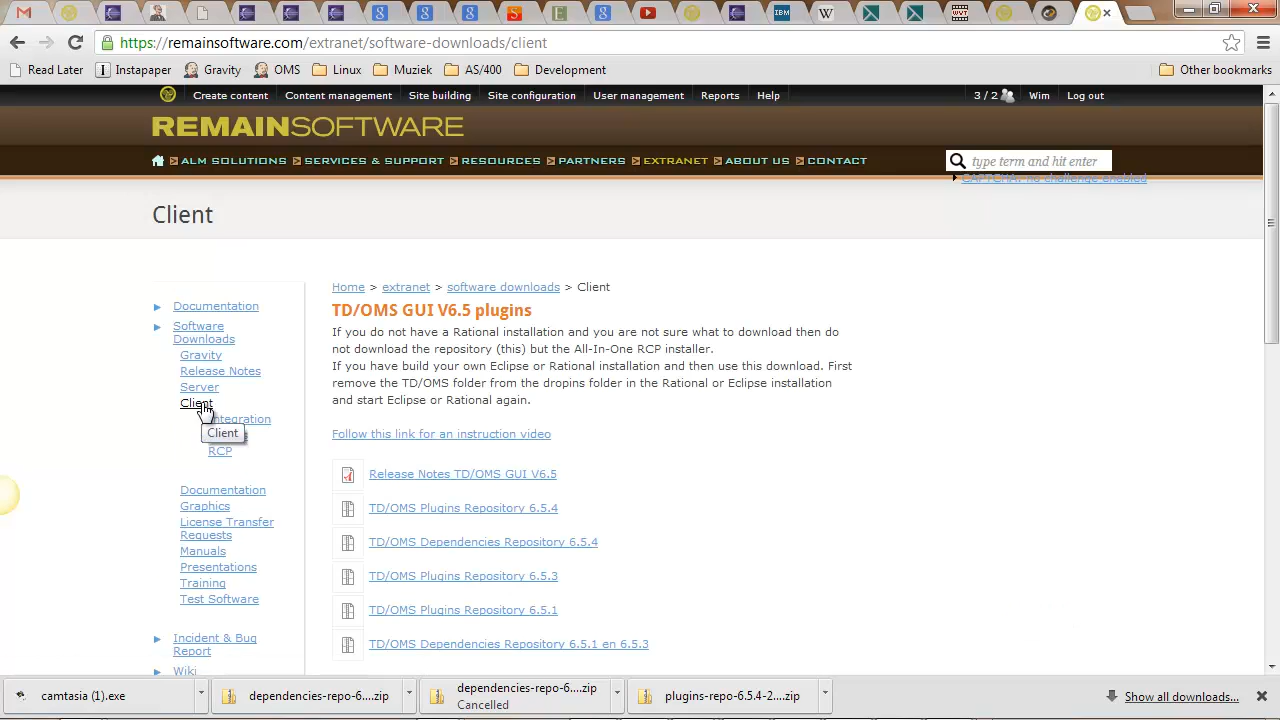 https://remainsoftware.com/extranet/software-downloads/client
Read Later
Instapaper
Gravity
OMS
Linux
Muziek
AS/400
Development
Other bookmarks
Create content
Content management
Site building
Site configuration
User management
Reports
Help
3 / 2
Wim
Log out
REMAINSOFTWARE
ALM SOLUTIONS
SERVICES & SUPPORT
RESOURCES
PARTNERS
EXTRANET
ABOUT US
CONTACT
type term and hit enter
CAPTCHA: no challenge enabled
Client
Documentation
Software
Downloads
Gravity
Release Notes
Server
Client
Integration
Client
RCP
Documentation
Graphics
License Transfer
Requests
Manuals
Presentations
Training
Test Software
Incident & Bug
Report
Wiki
Home > extranet > software downloads > Client
TD/OMS GUI V6.5 plugins
If you do not have a Rational installation and you are not sure what to download then do
not download the repository (this) but the All-In-One RCP installer.
If you have build your own Eclipse or Rational installation and then use this download. First
remove the TD/OMS folder from the dropins folder in the Rational or Eclipse installation
and start Eclipse or Rational again.
Follow this link for an instruction video
Release Notes TD/OMS GUI V6.5
TD/OMS Plugins Repository 6.5.4
TD/OMS Dependencies Repository 6.5.4
TD/OMS Plugins Repository 6.5.3
TD/OMS Plugins Repository 6.5.1
TD/OMS Dependencies Repository 6.5.1 en 6.5.3
camtasia (1).exe
dependencies-repo-6....zip
dependencies-repo-6....zip
Cancelled
plugins-repo-6.5.4-2....zip
Show all downloads...